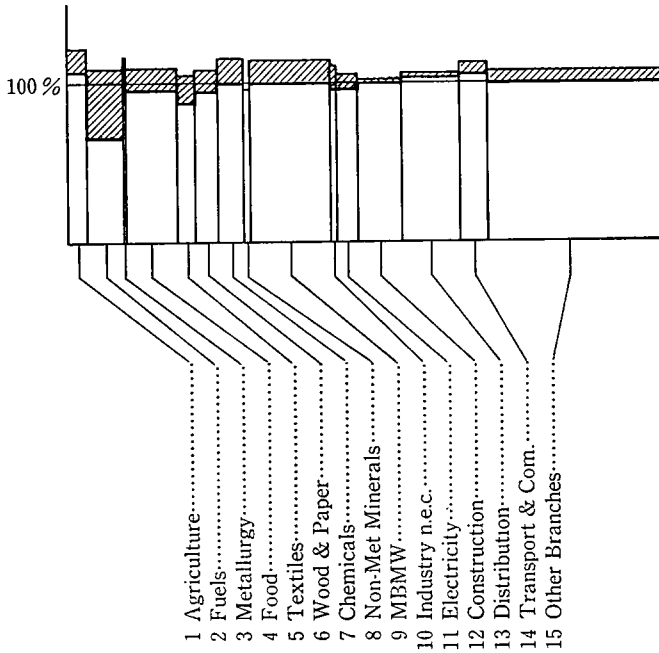 100 %
1 Agriculture
2 Fuels
3 Metallurgy
4 Food
5 Textiles
6 Wood & Paper
7 Chemicals
8 Non-Met Minerals
9 MBMW
10 Industry n.e.c.
11 Electricity
12 Construction
13 Distribution
14 Transport & Com.
15 Other Branches